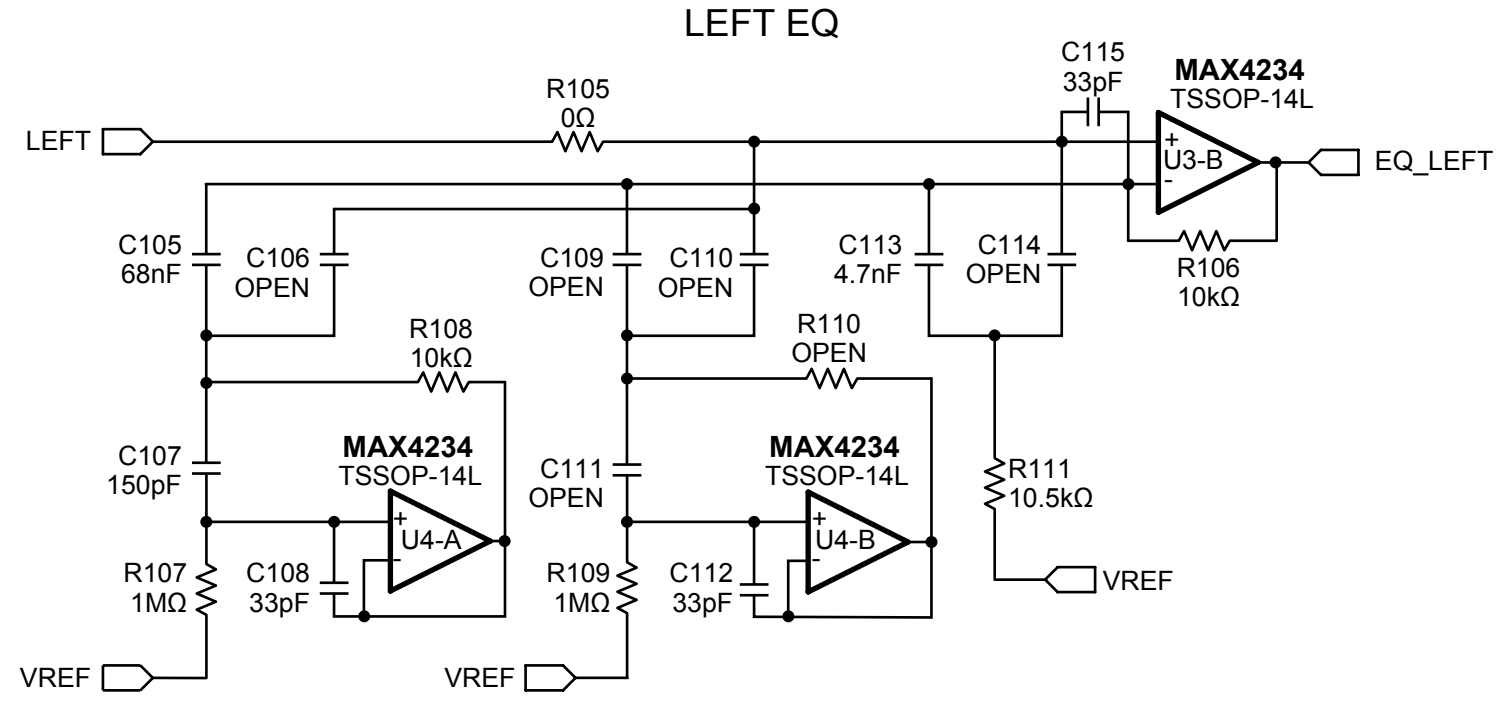 LEFT EQ
C115
33pF
MAX4234
TSSOP-14L
R105
0Ω
LEFT
+
U3-B
-
EQ_LEFT
C105
68nF
C106
OPEN
C109
OPEN
C110
OPEN
C113
4.7nF
C114
OPEN
R106
10kΩ
R108
10kΩ
R110
OPEN
MAX4234
TSSOP-14L
MAX4234
TSSOP-14L
C107
150pF
C111
OPEN
R111
10.5kΩ
+
U4-A
-
+
U4-B
-
R107
1MΩ
C108
33pF
R109
1MΩ
C112
33pF
VREF
VREF
VREF